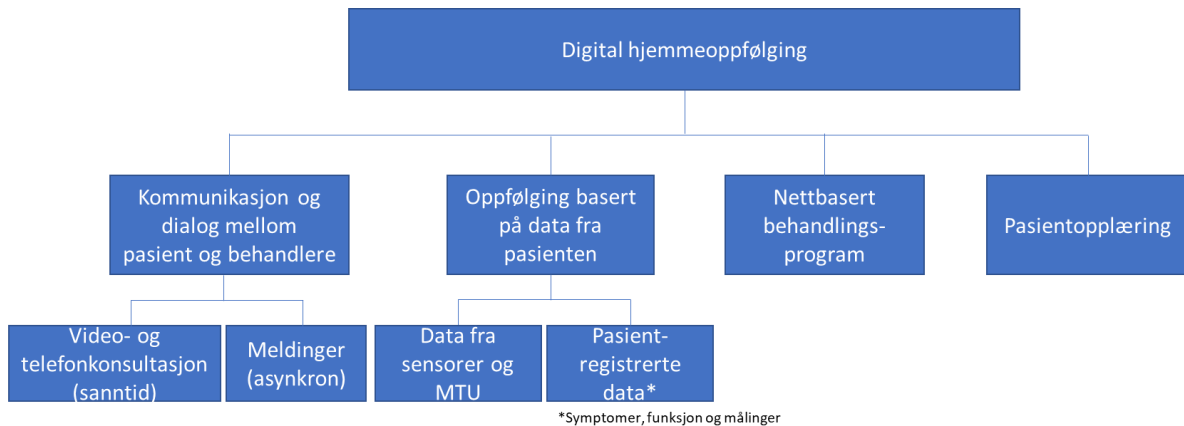 Digital hjemmeoppfølging
Kommunikasjon og
dialog mellom
pasient og behandlere
Oppfølging basert
på data fra
pasienten
Nettbasert
behandlings-
program
Pasientopplæring
Video- og
telefonkonsultasjon
(sanntid)
Meldinger
(asynkron)
Data fra
sensorer og
MTU
Pasient-
registrerte
data*
*Symptomer, funksjon og målinger